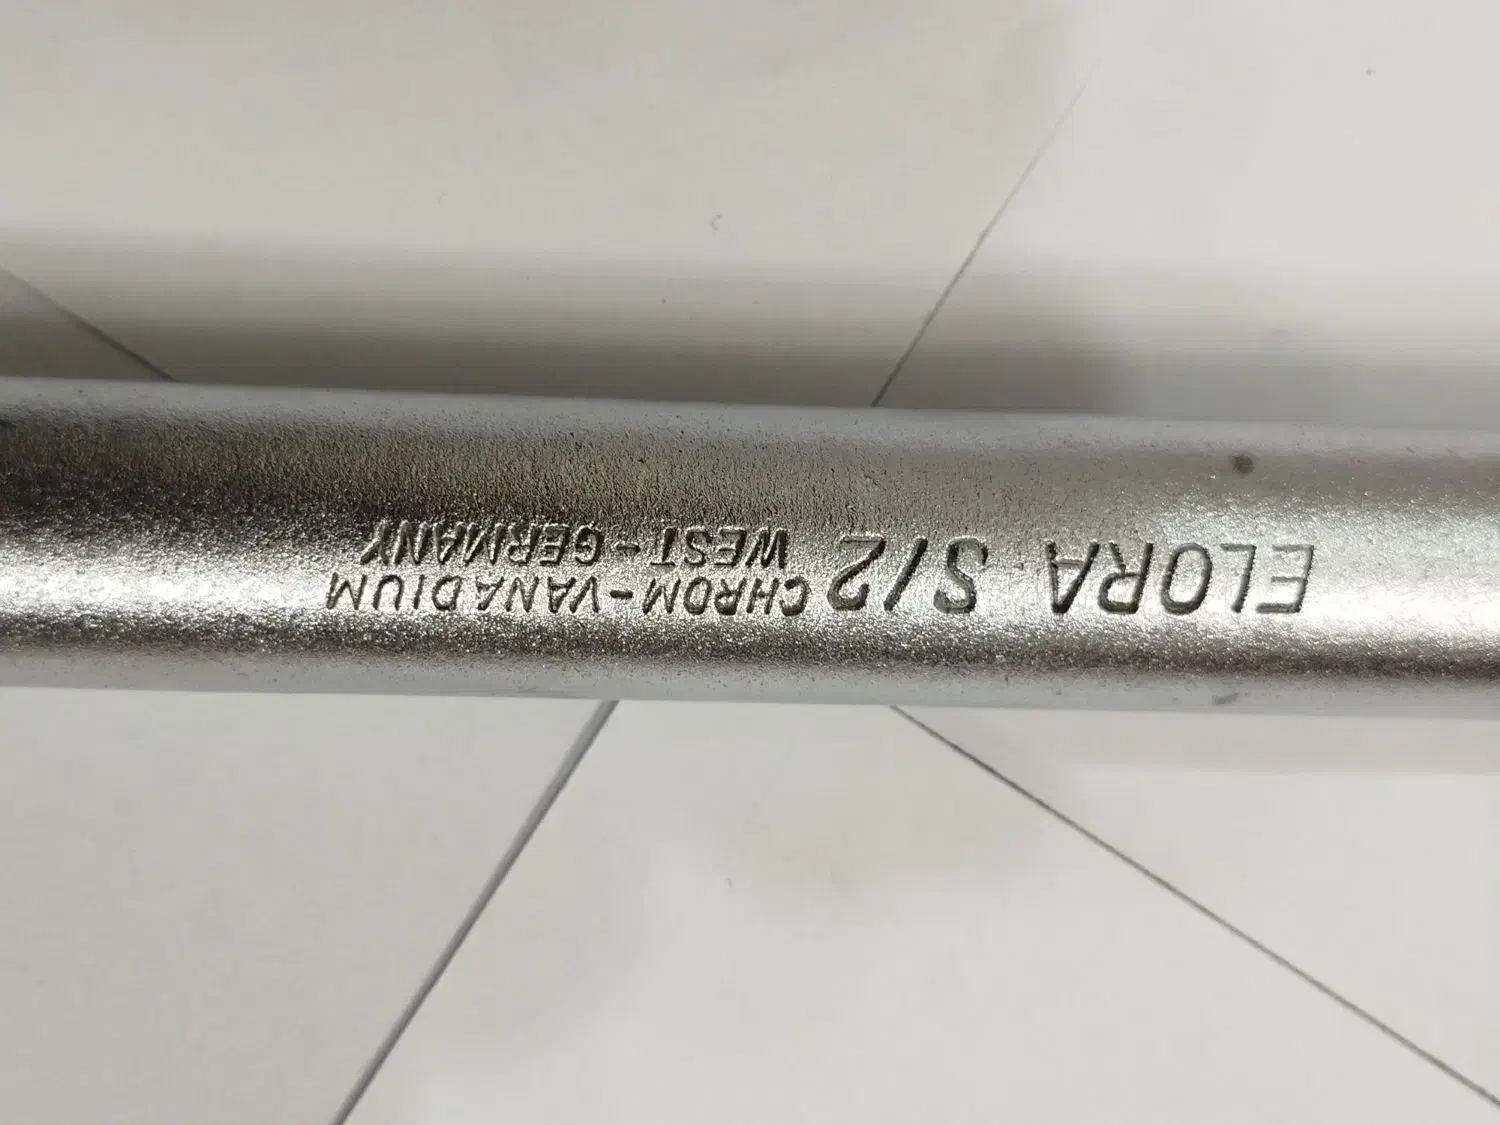 ELORA S/2
CHROM-VANADIUM
WEST-GERMANY